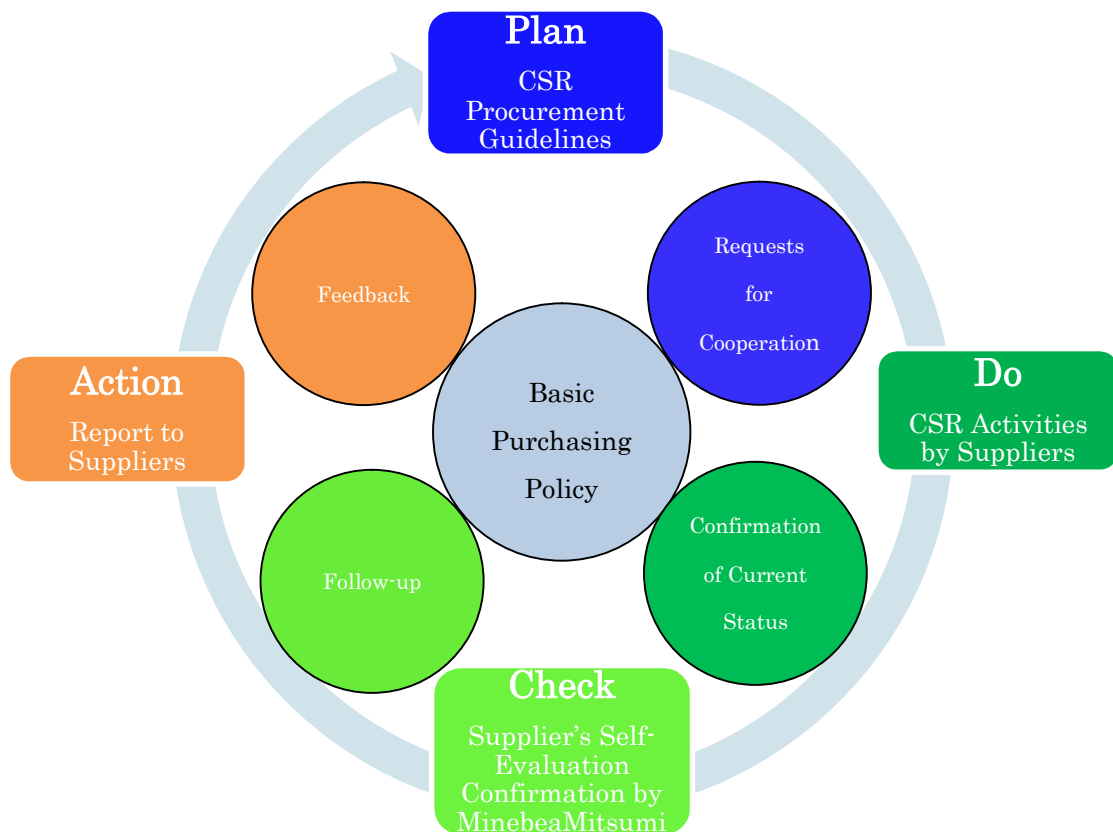 Plan
CSR
Procurement
Guidelines
Requests
for
Cooperation
Feedback
Basic
Purchasing
Policy
Action
Report to
Suppliers
Do
CSR Activities
by Suppliers
Confirmation
of Current
Status
Follow-up
Check
Supplier’s Self-
Evaluation
Confirmation by
MinebeaMitsumi